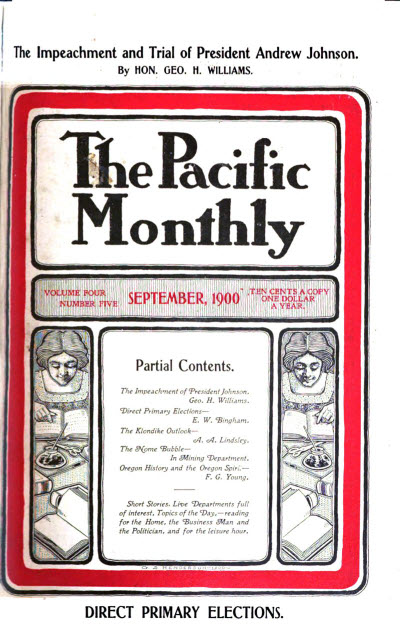 The Impeachment and Trial of President Andrew Johnson.
By HON. GEO. H. WILLIAMS.
The Pacific
Monthly
VOLUME FOUR
NUMBER FIVE
SEPTEMBER, 1900
TEN CENTS A COPY
ONE DOLLAR
A YEAR.
Partial Contents.
The Impeachment of President Johnson.
Geo. H. Williams.
Direct Primary Elections—
E. W. Bingham.
The Klondike Outlook—
A. A. Lindsley.
The Nome Bubble—
In Mining Department.
Oregon History and the Oregon Spirit.—
F. G. Young.
Short Stories. Live Departments full
of interest. Topics of the Day,—reading
for the Home, the Business Man and
the Politician, and for the leisure hour.
DIRECT PRIMARY ELECTIONS.